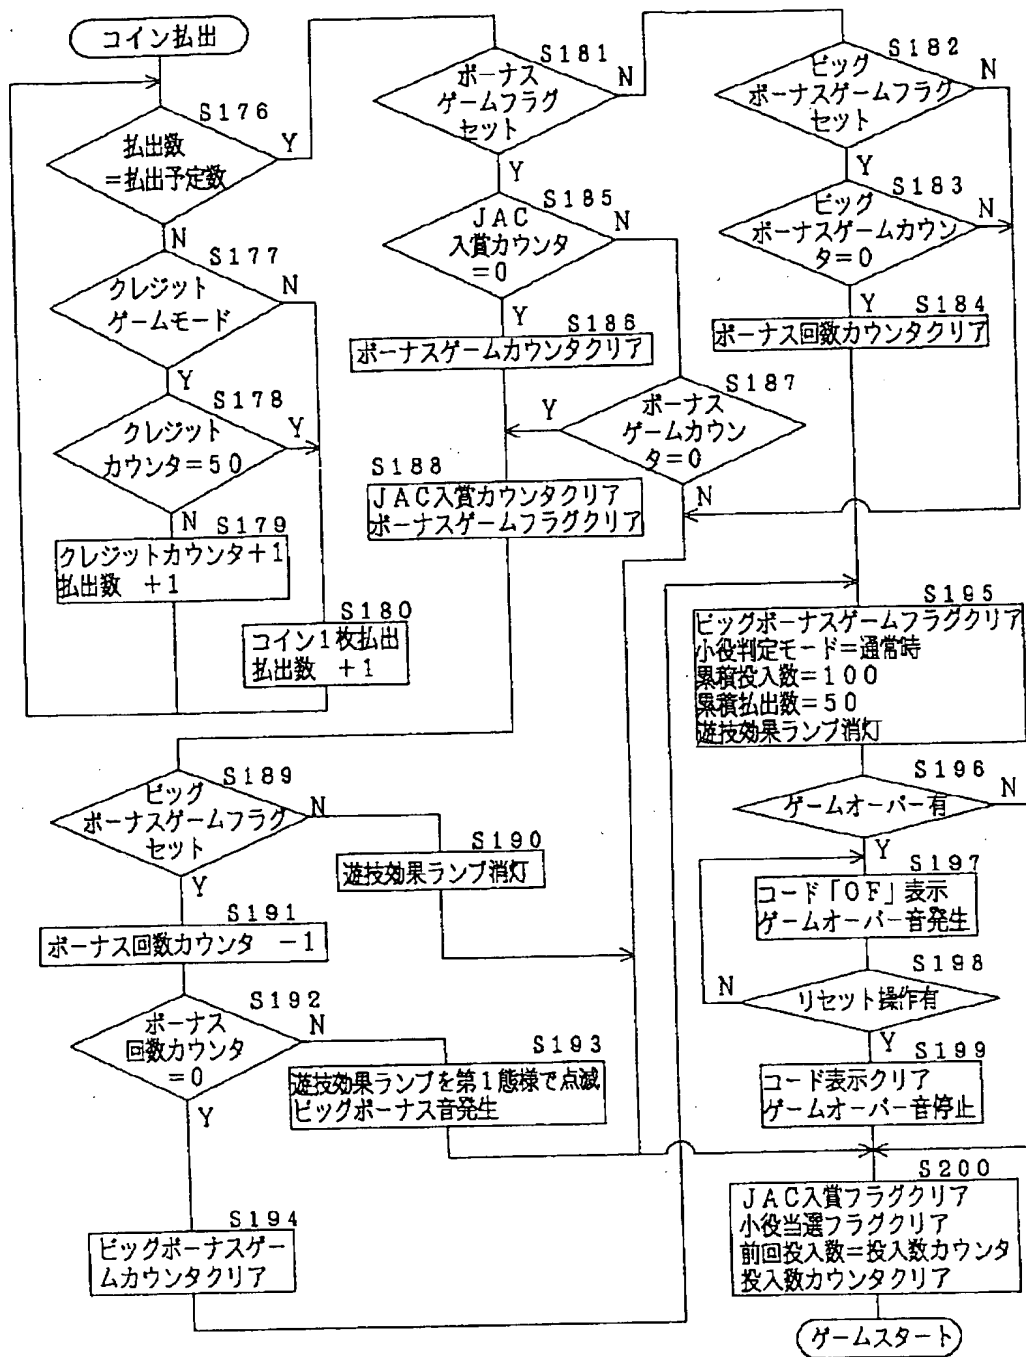 コイン払出
S176
払出数
=払出予定数
Y
N
S177
クレジット
ゲームモード
N
Y
S178
クレジット
カウンタ=50
Y
N
S179
クレジットカウンタ+1
払出数 +1
S180
コイン1枚払出
払出数 +1
S181
ボーナス
ゲームフラグ
セット
N
Y
S182
ビッグ
ボーナスゲームフラグ
セット
N
Y
S183
ビッグ
ボーナスゲームカウン
タ=0
N
Y
S184
ボーナス回数カウンタクリア
S185
JAC
入賞カウンタ
=0
N
Y
S186
ボーナスゲームカウンタクリア
S187
ボーナス
ゲームカウン
タ=0
Y
N
S188
JAC入賞カウンタクリア
ボーナスゲームフラグクリア
S189
ビッグ
ボーナスゲームフラグ
セット
N
Y
S190
遊技効果ランプ消灯
S191
ボーナス回数カウンタ -1
S192
ボーナス
回数カウンタ
=0
N
Y
S193
遊技効果ランプを第1態様で点滅
ビッグボーナス音発生
S194
ビッグボーナスゲー
ムカウンタクリア
S195
ビッグボーナスゲームフラグクリア
小役判定モード=通常時
累積投入数=100
累積払出数=50
遊技効果ランプ消灯
S196
ゲームオーバー有
N
Y
S197
コード「OF」表示
ゲームオーバー音発生
S198
リセット操作有
N
Y
S199
コード表示クリア
ゲームオーバー音停止
S200
JAC入賞フラグクリア
小役当選フラグクリア
前回投入数=投入数カウンタ
投入数カウンタクリア
ゲームスタート